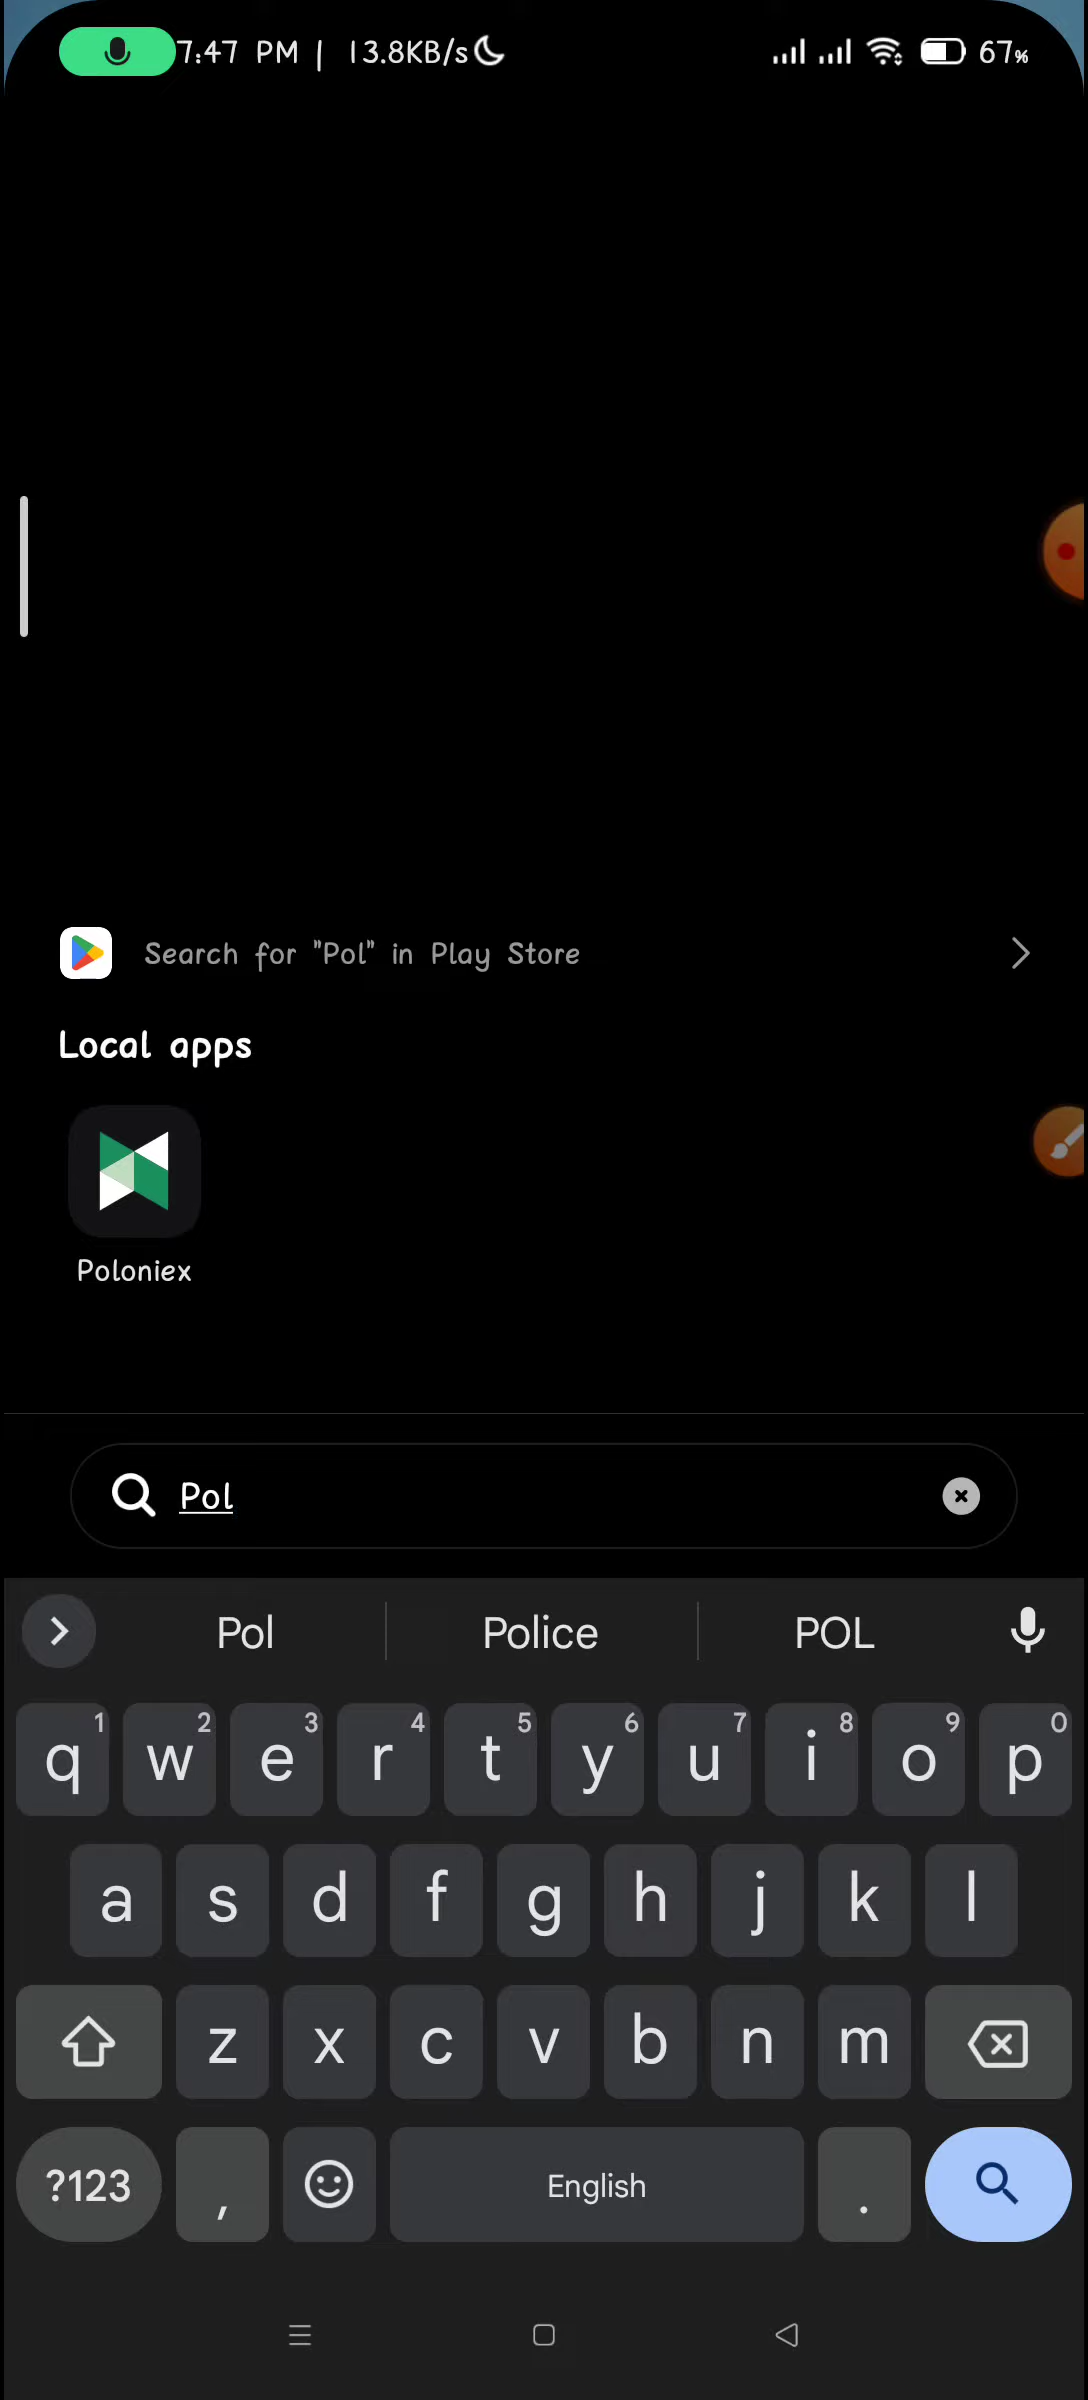 7:47 PM | 13.8KB/s 67%
Search for "Pol" in Play Store
Local apps
Poloniex
Pol
Pol Police POL
1 2 3 4 5 6 7 8 9 0
q w e r t y u i o p
a s d f g h j k l
z x c v b n m
?123 , English .